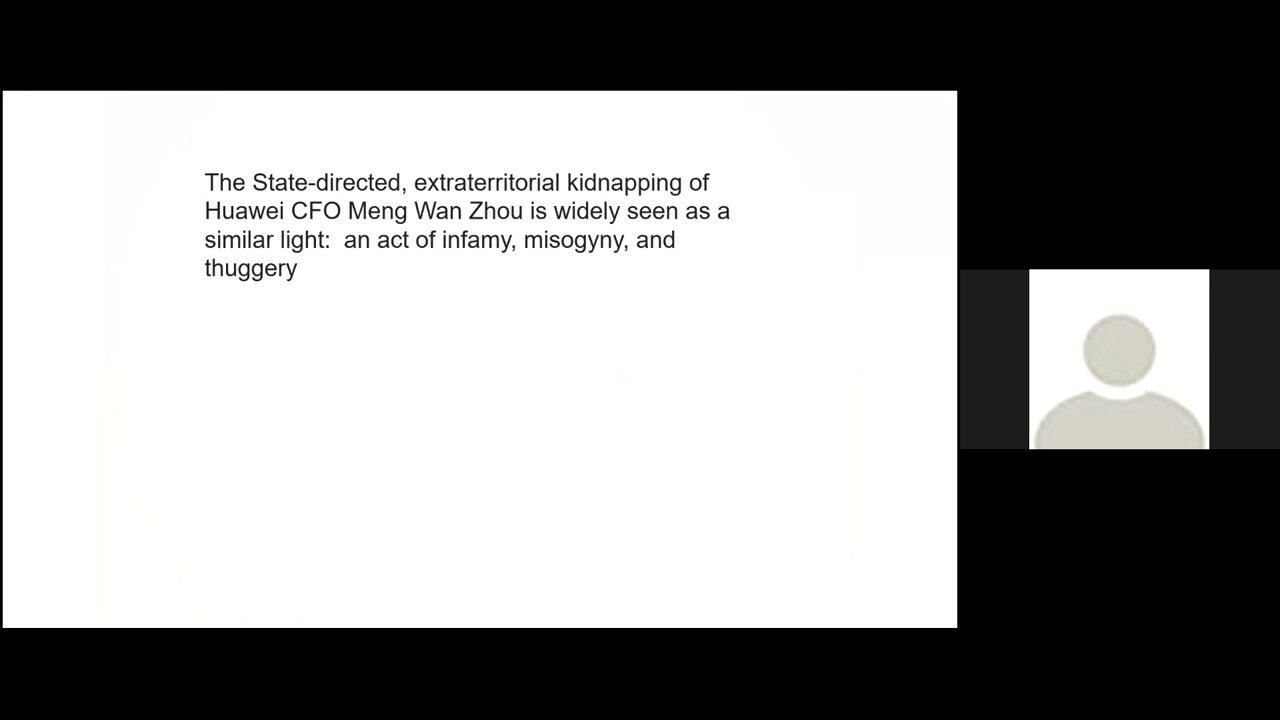 The State-directed, extraterritorial kidnapping of
Huawei CFO Meng Wan Zhou is widely seen as a
similar light:  an act of infamy, misogyny, and
thuggery